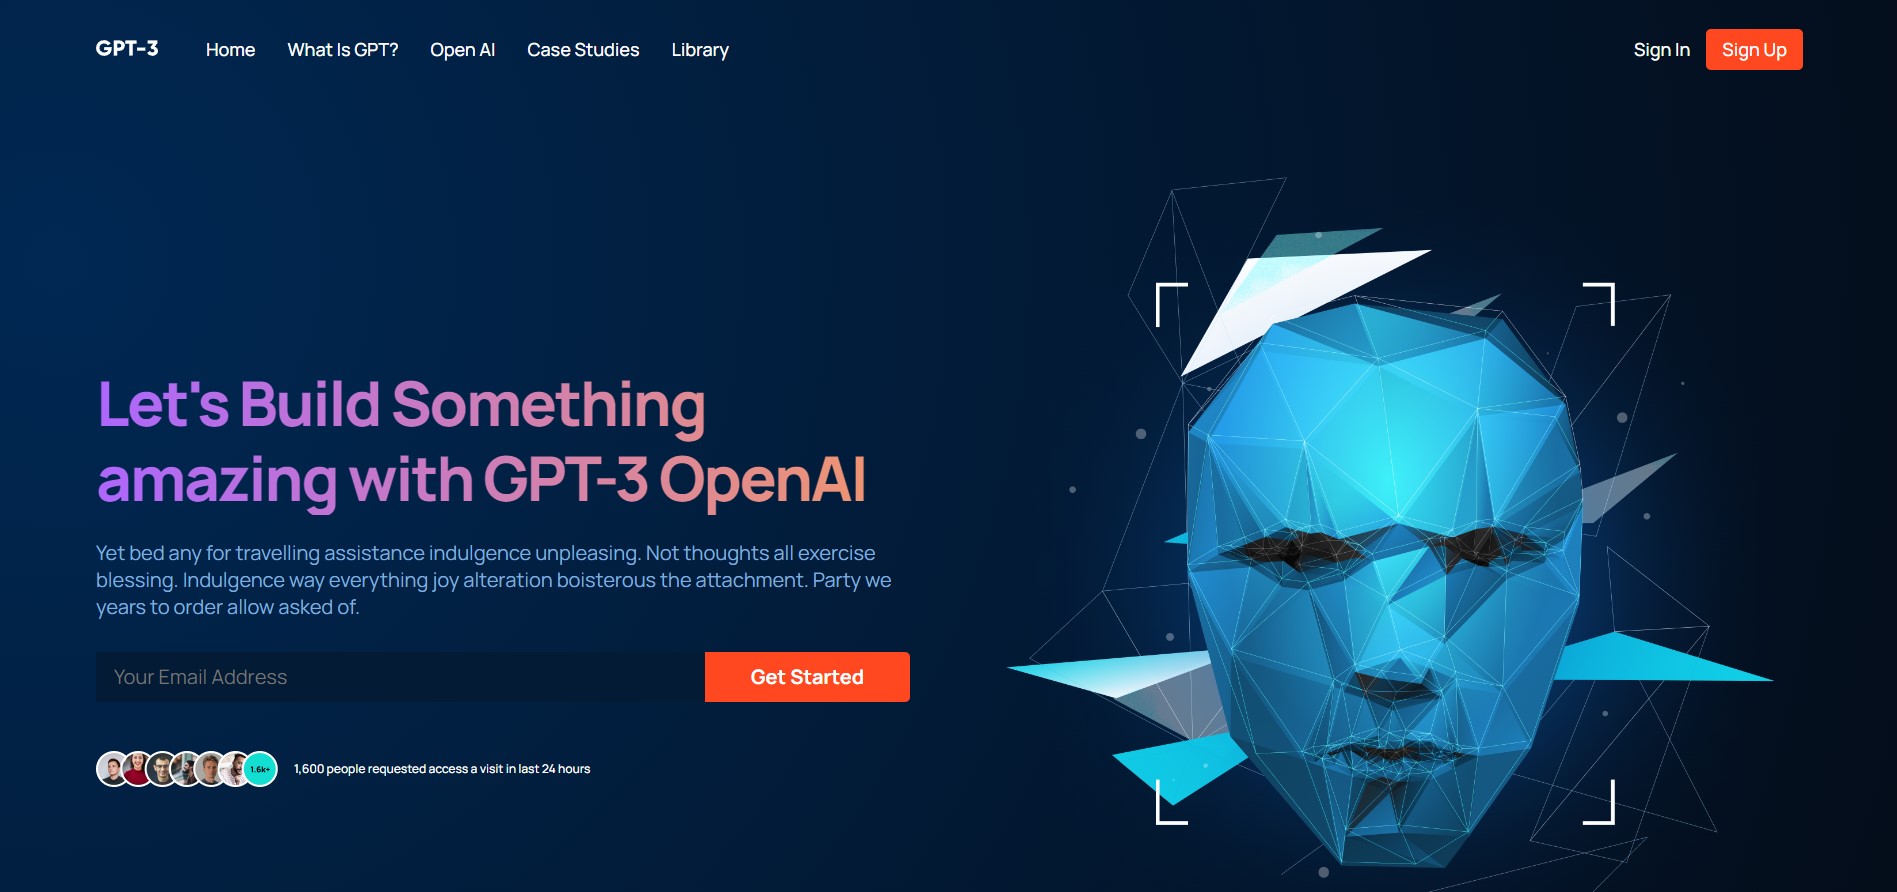 GPT-3 Home What Is GPT? Open AI Case Studies Library Sign In Sign Up
Let's Build Something
amazing with GPT-3 OpenAI
Yet bed any for travelling assistance indulgence unpleasing. Not thoughts all exercise
blessing. Indulgence way everything joy alteration boisterous the attachment. Party we
years to order allow asked of.
Your Email Address Get Started
1.6k+ 1,600 people requested access a visit in last 24 hours